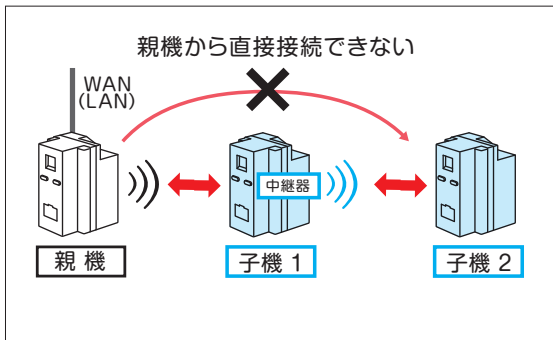 親機から直接接続できない
WAN
(LAN)
中継器
親 機
子機 1
子機 2